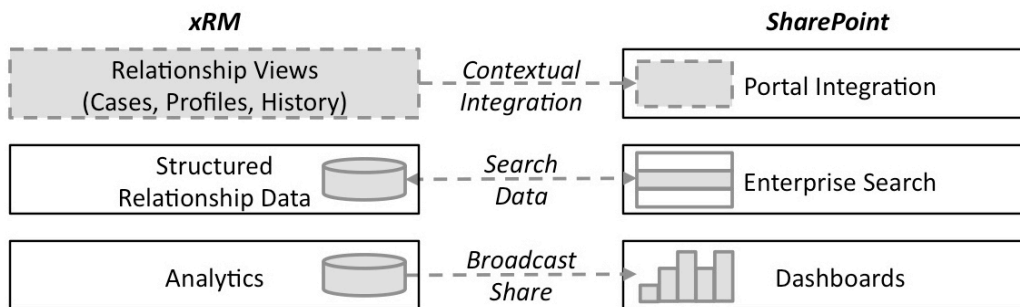 xRM
SharePoint
Relationship Views
(Cases, Profiles, History)
Contextual
Integration
Portal Integration
Structured
Relationship Data
Search
Data
Enterprise Search
Analytics
Broadcast
Share
Dashboards